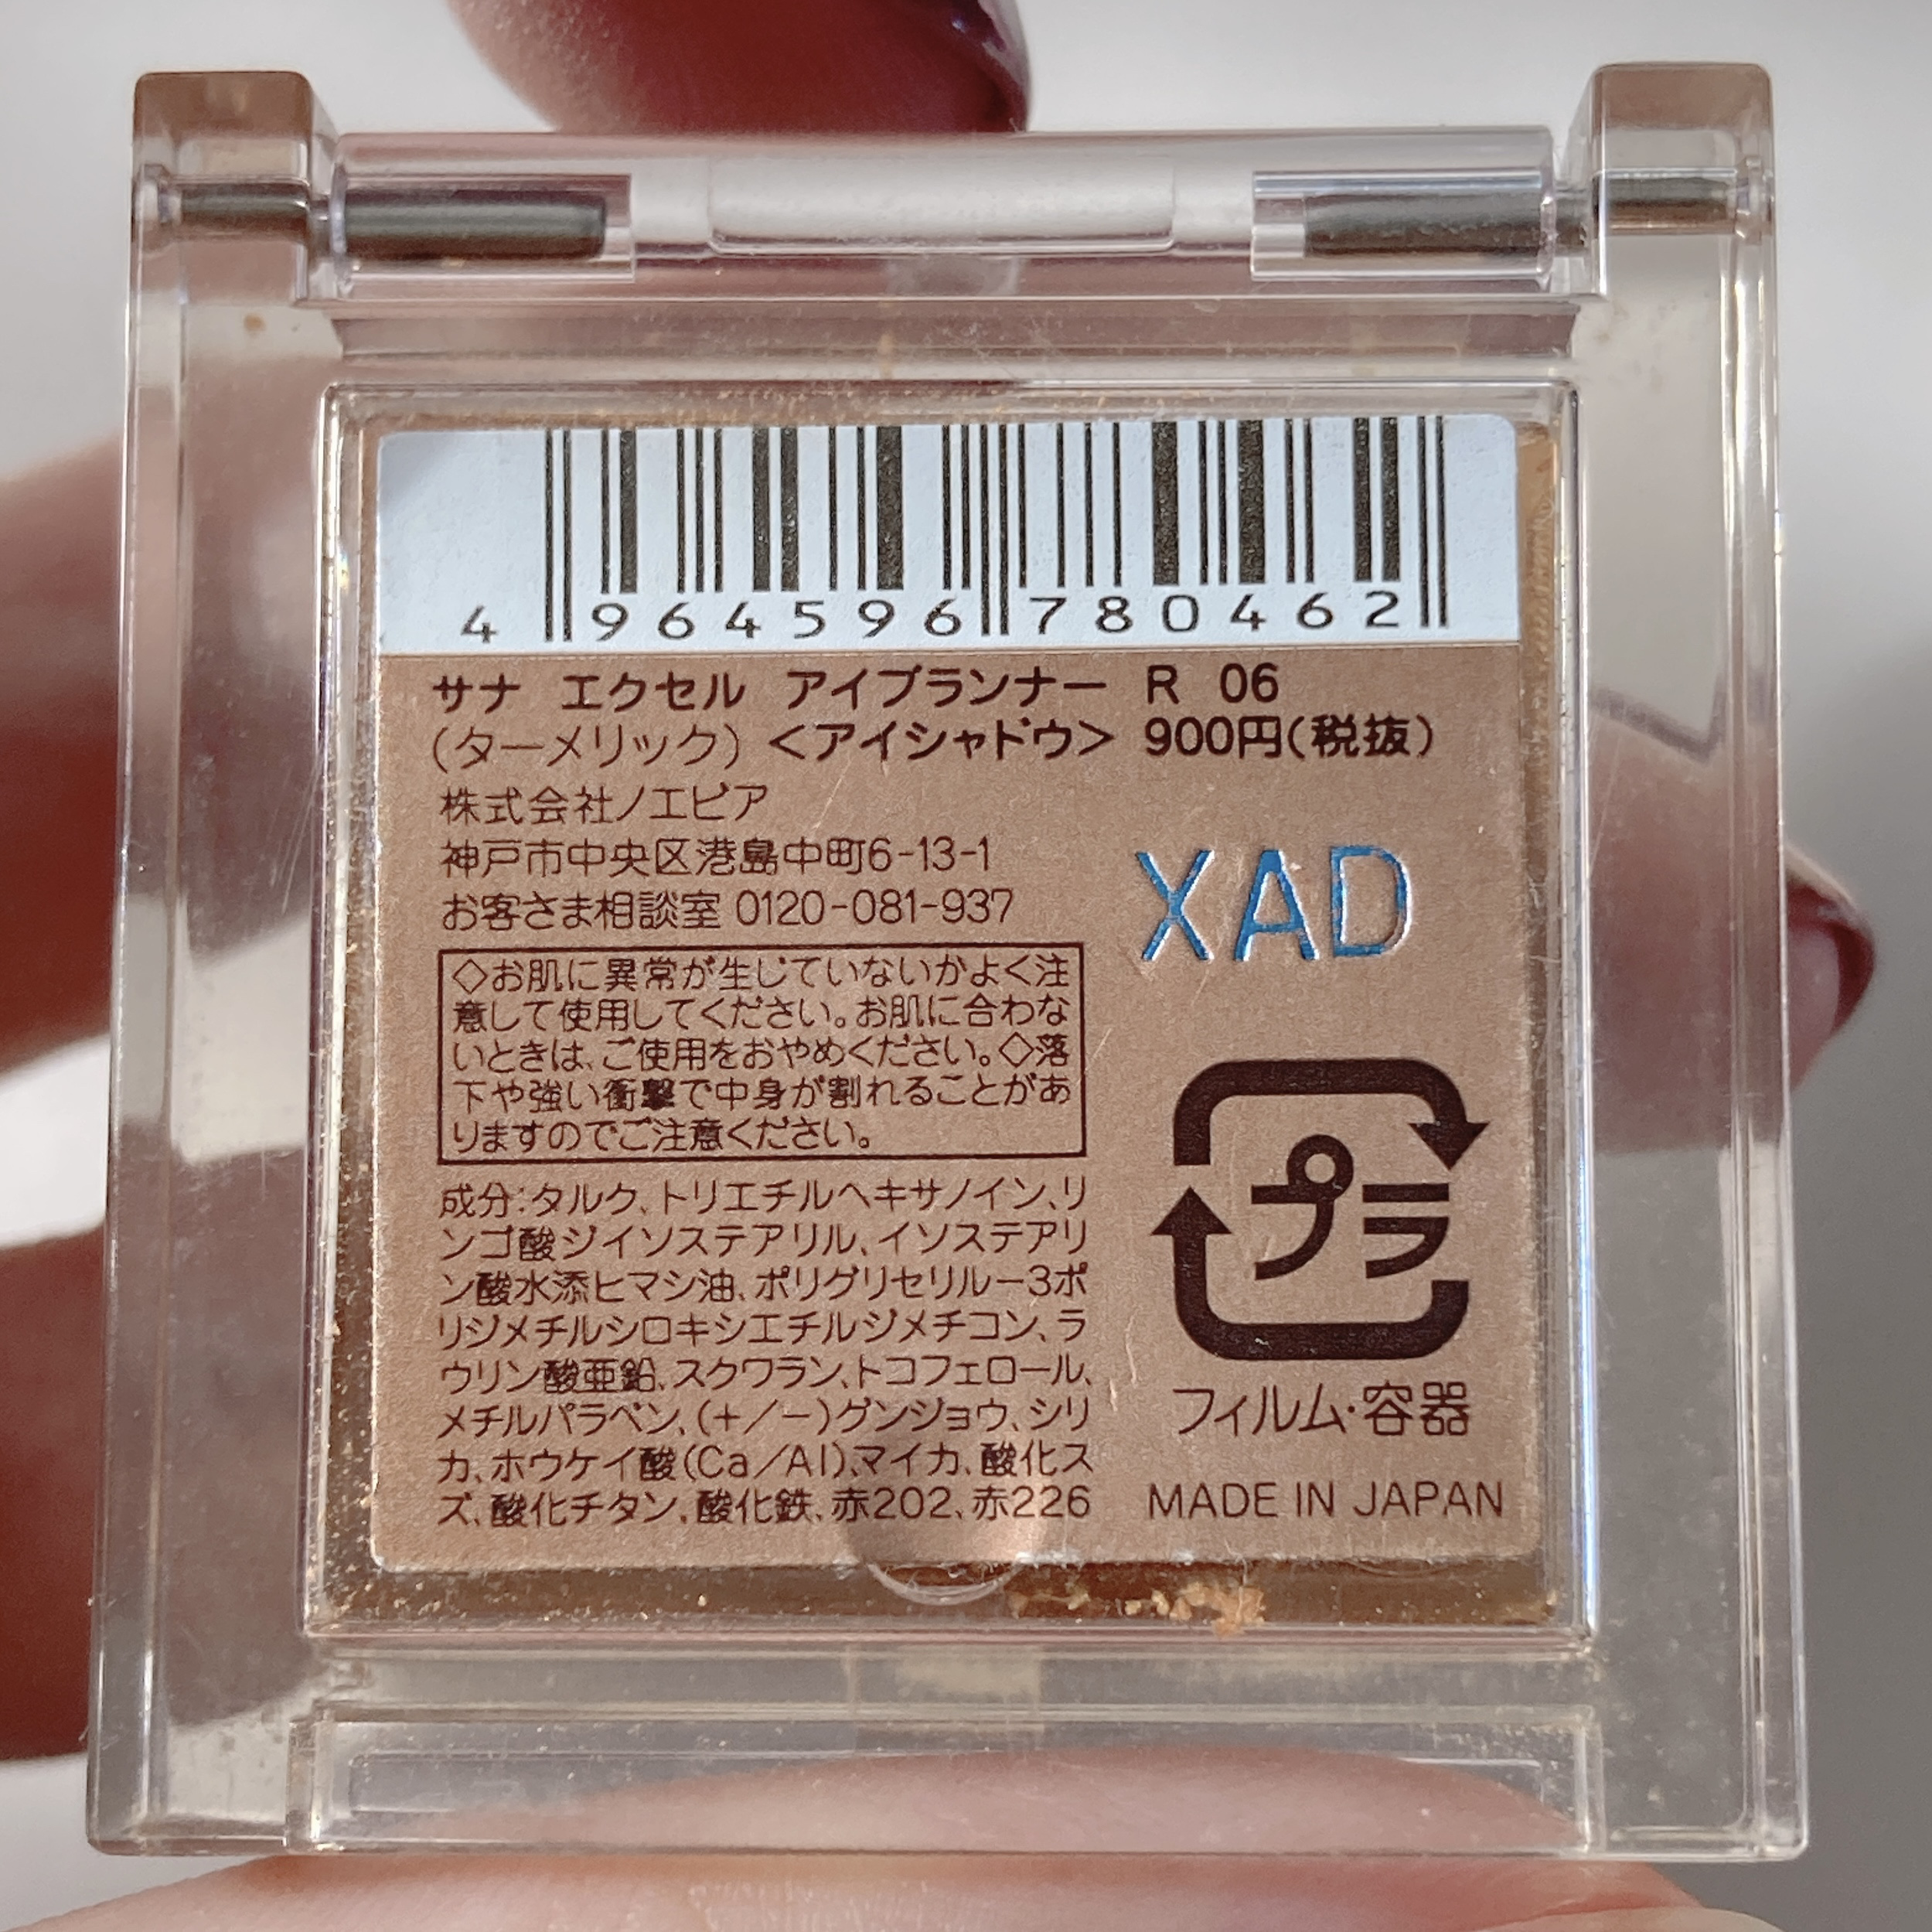 4 964596 780462
サナ エクセル アイプランナー R 06
(ターメリック) <アイシャドウ> 900円(税抜)
株式会社ノエビア
神戸市中央区港島中町6-13-1
お客さま相談室 0120-081-937
XAD
◇お肌に異常が生じていないかよく注
意して使用してください。お肌に合わな
いときは、ご使用をおやめください。◇落
下や強い衝撃で中身が割れることがあ
りますのでご注意ください。
成分:タルク、トリエチルヘキサノイン、リ
ンゴ酸ジイソステアリル、イソステアリ
ン酸水添ヒマシ油、ポリグリセリルー3ポ
リジメチルシロキシエチルジメチコン、ラ
ウリン酸亜鉛、スクワラン、トコフェロール、
メチルパラベン、(+/-)グンジョウ、シリ
カ、ホウケイ酸(Ca/Al)、マイカ、酸化ス
ズ、酸化チタン、酸化鉄、赤202、赤226
プラ
フィルム・容器
MADE IN JAPAN